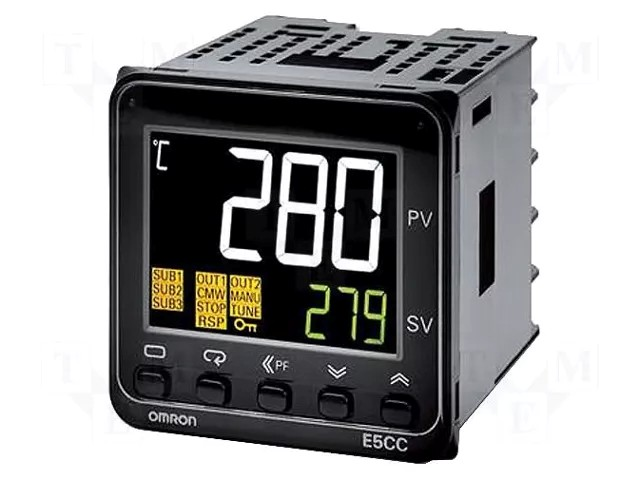 ℃ 280 PV
SUB1 OUT1 OUT2
SUB2 CMW MANU
SUB3 STOP TUNE
RSP
279 SV
PF
OMRON
E5CC